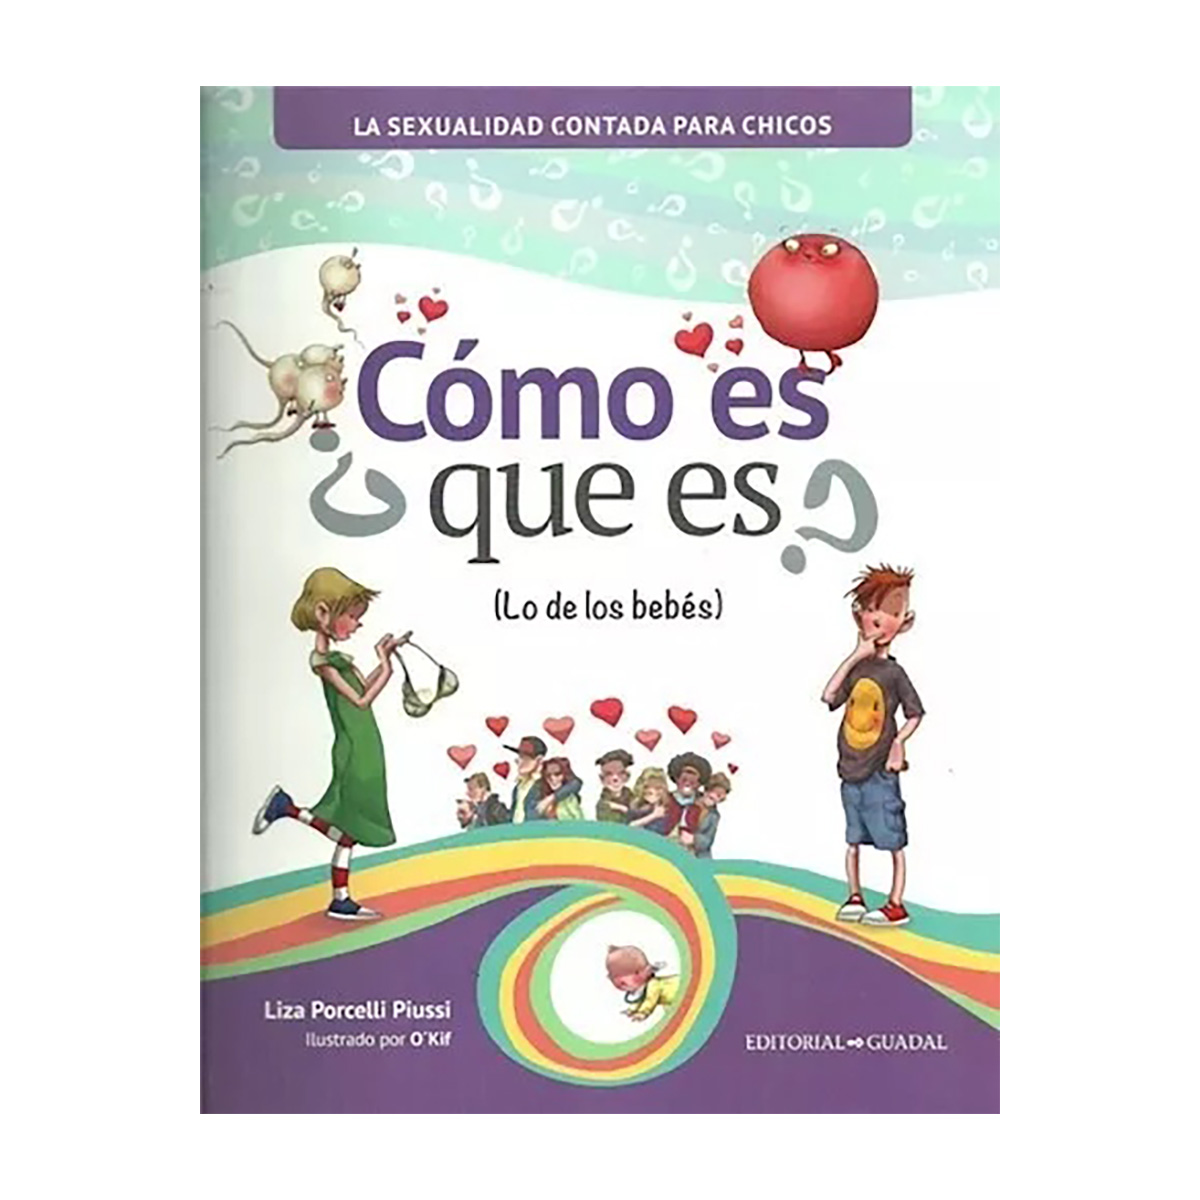 LA SEXUALIDAD CONTADA PARA CHICOS
Cómo es
¿que es?
(Lo de los bebés)
Liza Porcelli Piussi
Ilustrado por O'Kif
EDITORIAL GUADAL